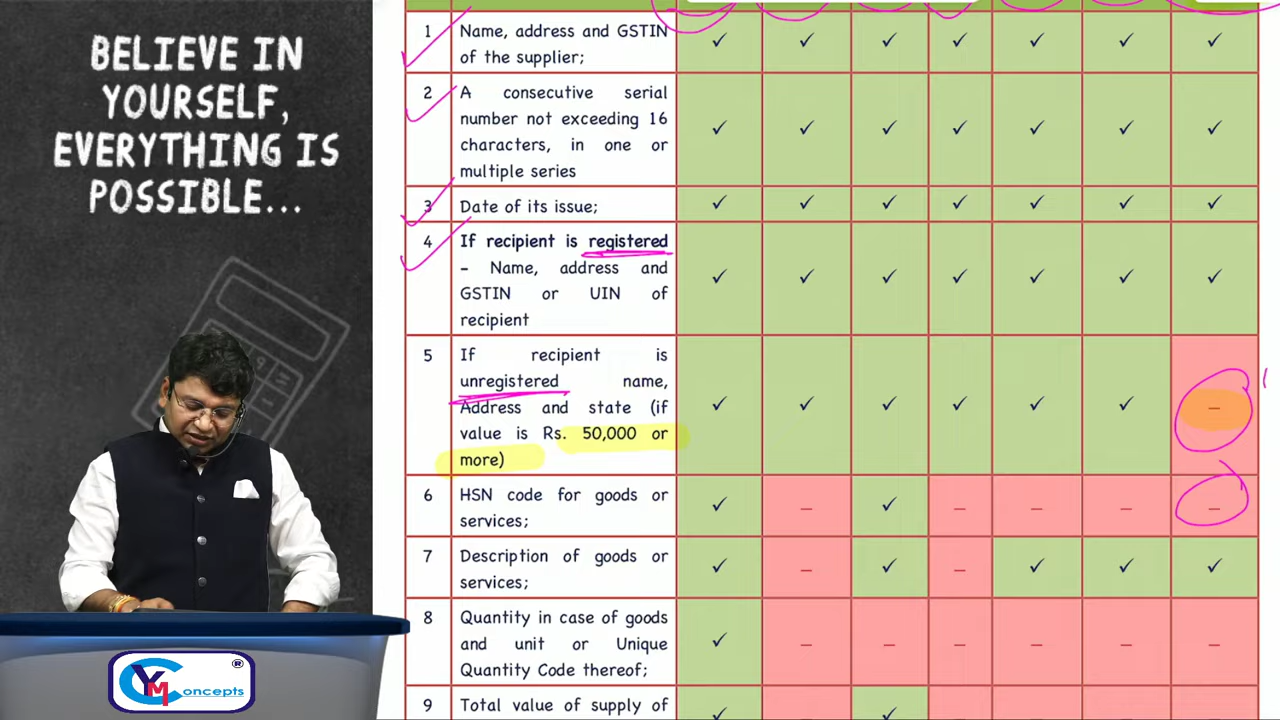 BELIEVE IN
YOURSELF,
EVERYTHING IS
POSSIBLE...
CYM Concepts ®
1 Name, address and GSTIN
of the supplier; ✓ ✓ ✓ ✓ ✓ ✓ ✓
2 A consecutive serial
number not exceeding 16
characters, in one or
multiple series ✓ ✓ ✓ ✓ ✓ ✓ ✓
3 Date of its issue; ✓ ✓ ✓ ✓ ✓ ✓ ✓
4 If recipient is registered
– Name, address and
GSTIN or UIN of
recipient ✓ ✓ ✓ ✓ ✓ ✓ ✓
5 If recipient is
unregistered name,
Address and state (if
value is Rs. 50,000 or
more) ✓ ✓ ✓ ✓ ✓ ✓ –
6 HSN code for goods or
services; ✓ – ✓ – – – –
7 Description of goods or
services; ✓ – ✓ – ✓ ✓ ✓
8 Quantity in case of goods
and unit or Unique
Quantity Code thereof; ✓ – – – – – –
9 Total value of supply of ✓ ✓